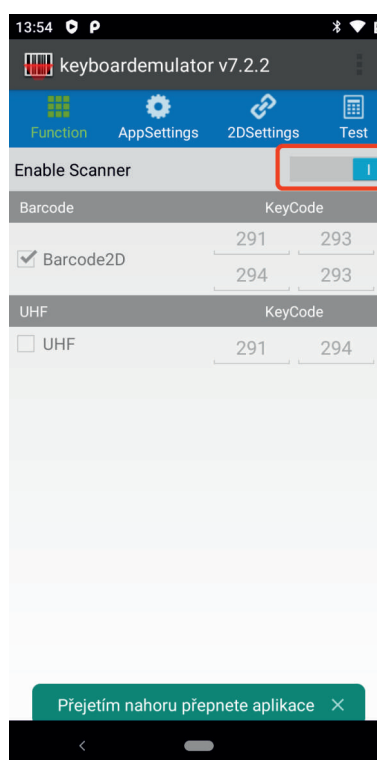 13:54
keyboardemulator v7.2.2
Function AppSettings 2DSettings Test
Enable Scanner
Barcode KeyCode
Barcode2D 291 293
294 293
UHF KeyCode
UHF 291 294
Přejetím nahoru přepnete aplikace